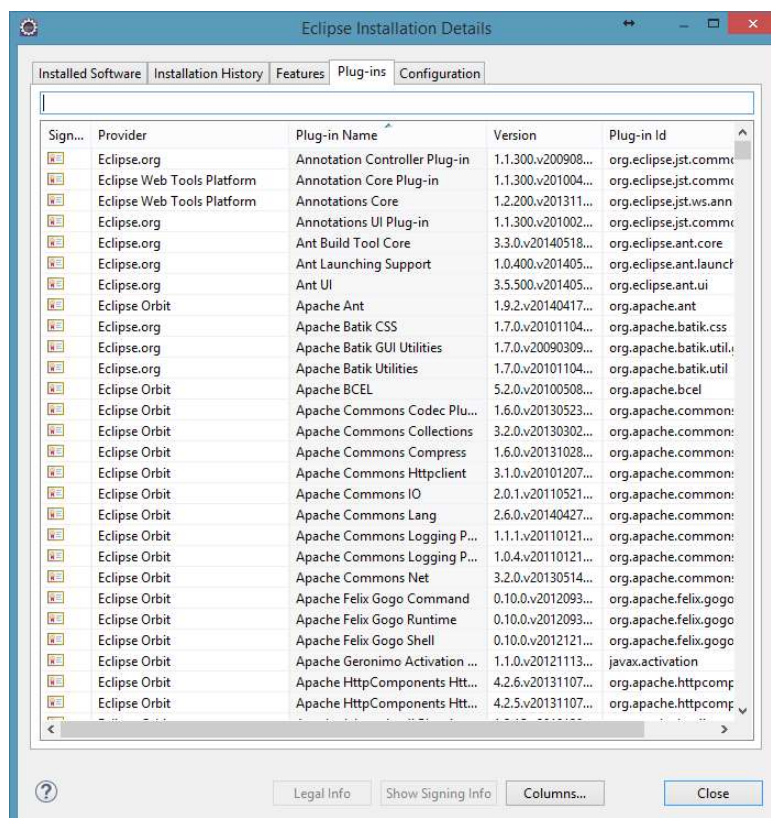 Eclipse Installation Details
Installed Software Installation History Features Plug-ins Configuration
Sign... Provider Plug-in Name Version Plug-in Id
Eclipse.org Annotation Controller Plug-in 1.1.300.v200908... org.eclipse.jst.commo
Eclipse Web Tools Platform Annotation Core Plug-in 1.1.300.v201004... org.eclipse.jst.commo
Eclipse Web Tools Platform Annotations Core 1.2.200.v201311... org.eclipse.jst.ws.ann
Eclipse.org Annotations UI Plug-in 1.1.300.v201002... org.eclipse.jst.commo
Eclipse.org Ant Build Tool Core 3.3.0.v20140518... org.eclipse.ant.core
Eclipse.org Ant Launching Support 1.0.400.v201405... org.eclipse.ant.launch
Eclipse.org Ant UI 3.5.500.v201405... org.eclipse.ant.ui
Eclipse Orbit Apache Ant 1.9.2.v20140417... org.apache.ant
Eclipse.org Apache Batik CSS 1.7.0.v20101104... org.apache.batik.css
Eclipse.org Apache Batik GUI Utilities 1.7.0.v20090309... org.apache.batik.util.g
Eclipse.org Apache Batik Utilities 1.7.0.v20101104... org.apache.batik.util
Eclipse Orbit Apache BCEL 5.2.0.v20100508... org.apache.bcel
Eclipse Orbit Apache Commons Codec Plu... 1.6.0.v20130523... org.apache.commons
Eclipse Orbit Apache Commons Collections 3.2.0.v20130302... org.apache.commons
Eclipse Orbit Apache Commons Compress 1.6.0.v20131028... org.apache.commons
Eclipse Orbit Apache Commons Httpclient 3.1.0.v20101207... org.apache.commons
Eclipse Orbit Apache Commons IO 2.0.1.v20110521... org.apache.commons
Eclipse Orbit Apache Commons Lang 2.6.0.v20140427... org.apache.commons
Eclipse Orbit Apache Commons Logging P... 1.1.1.v20110121... org.apache.commons
Eclipse Orbit Apache Commons Logging P... 1.0.4.v20110121... org.apache.commons
Eclipse Orbit Apache Commons Net 3.2.0.v20130514... org.apache.commons
Eclipse Orbit Apache Felix Gogo Command 0.10.0.v2012093... org.apache.felix.gogo
Eclipse Orbit Apache Felix Gogo Runtime 0.10.0.v2012093... org.apache.felix.gogo
Eclipse Orbit Apache Felix Gogo Shell 0.10.0.v2012121... org.apache.felix.gogo
Eclipse Orbit Apache Geronimo Activation ... 1.1.0.v20121113... javax.activation
Eclipse Orbit Apache HttpComponents Htt... 4.2.6.v20131107... org.apache.httpcomp
Eclipse Orbit Apache HttpComponents Htt... 4.2.5.v20131107... org.apache.httpcomp
Legal Info Show Signing Info Columns... Close